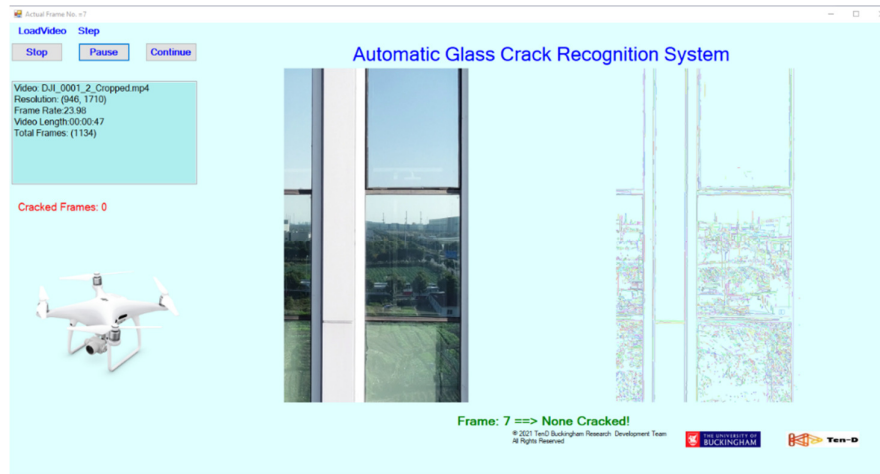 Actual Frame No. =7
LoadVideo Step
Stop Pause Continue
Automatic Glass Crack Recognition System
Video: DJI_0001_2_Cropped.mp4
Resolution: (946, 1710)
Frame Rate:23.98
Video Length:00:00:47
Total Frames: (1134)
Cracked Frames: 0
Frame: 7 ==> None Cracked!
© 2021 TenD Buckingham Research Development Team
All Rights Reserved
THE UNIVERSITY OF
BUCKINGHAM
Ten-D